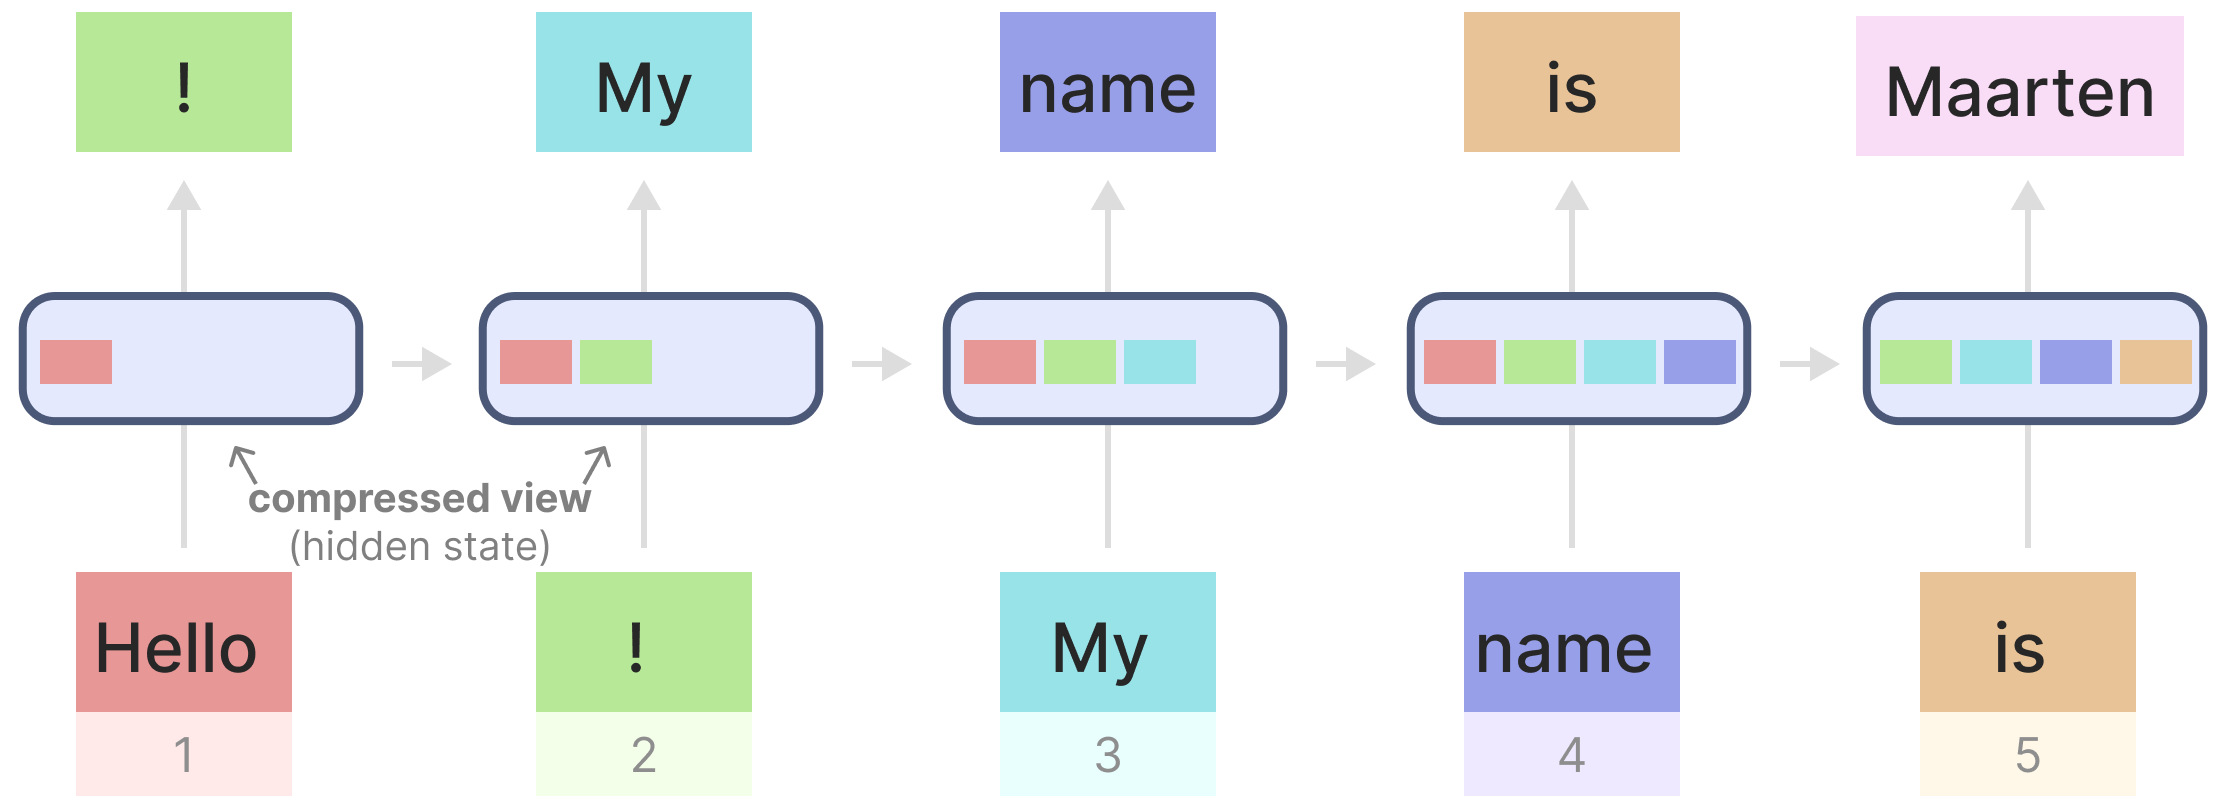 !
My
name
is
Maarten
compressed view
(hidden state)
Hello
!
My
name
is
1
2
3
4
5